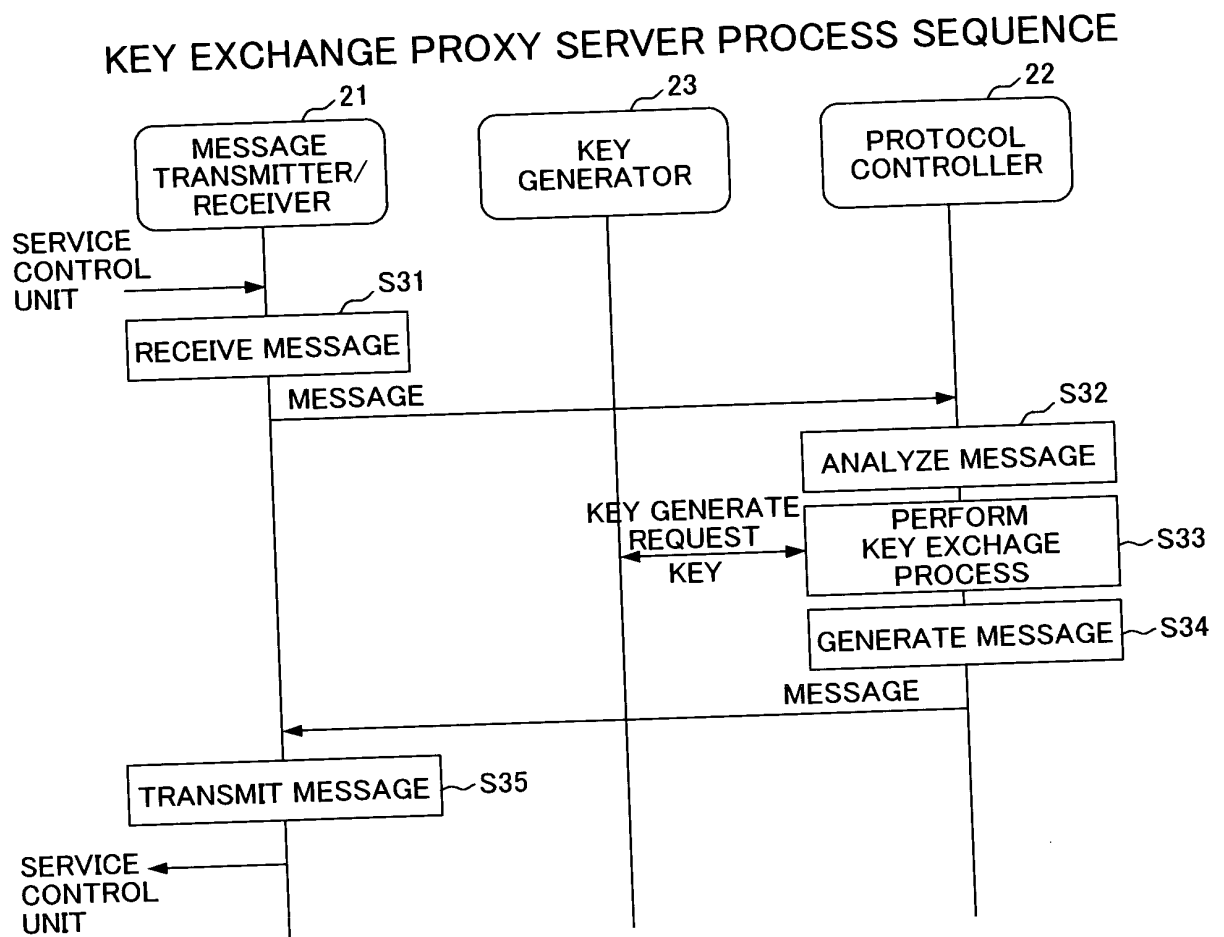 KEY EXCHANGE PROXY SERVER PROCESS SEQUENCE
21
23
22
MESSAGE
TRANSMITTER/
RECEIVER
KEY
GENERATOR
PROTOCOL
CONTROLLER
SERVICE
CONTROL
UNIT
S31
RECEIVE MESSAGE
MESSAGE
S32
ANALYZE MESSAGE
KEY GENERATE
REQUEST
KEY
PERFORM
KEY EXCHAGE
PROCESS
S33
GENERATE MESSAGE
S34
MESSAGE
TRANSMIT MESSAGE
S35
SERVICE
CONTROL
UNIT